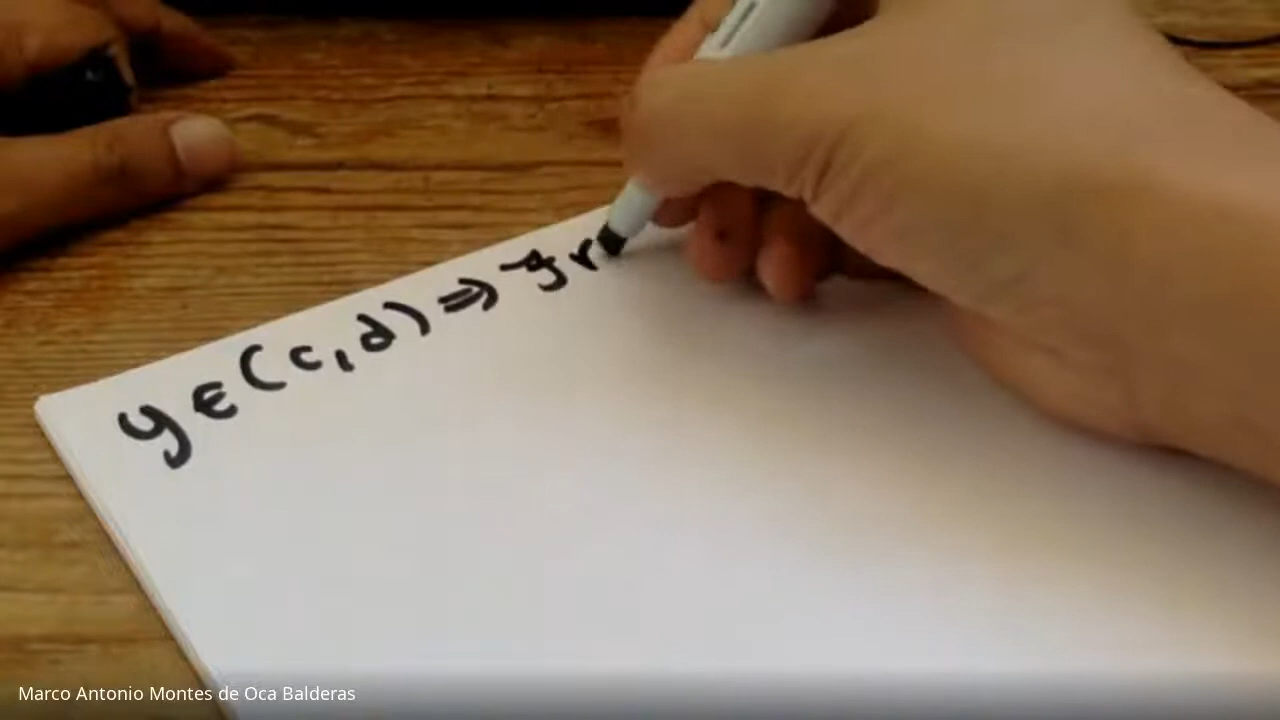 y ∈ (c,d) ⇒ y r
Marco Antonio Montes de Oca Balderas